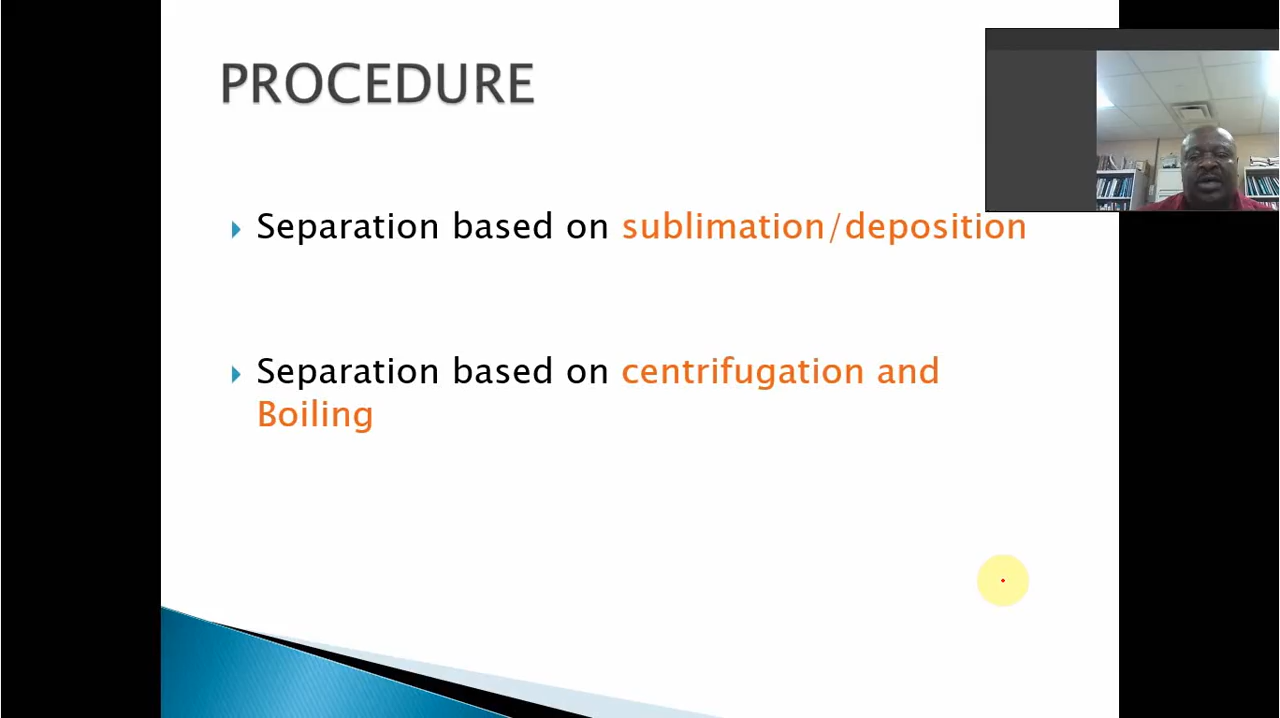 PROCEDURE
Separation based on sublimation/deposition
Separation based on centrifugation and
Boiling